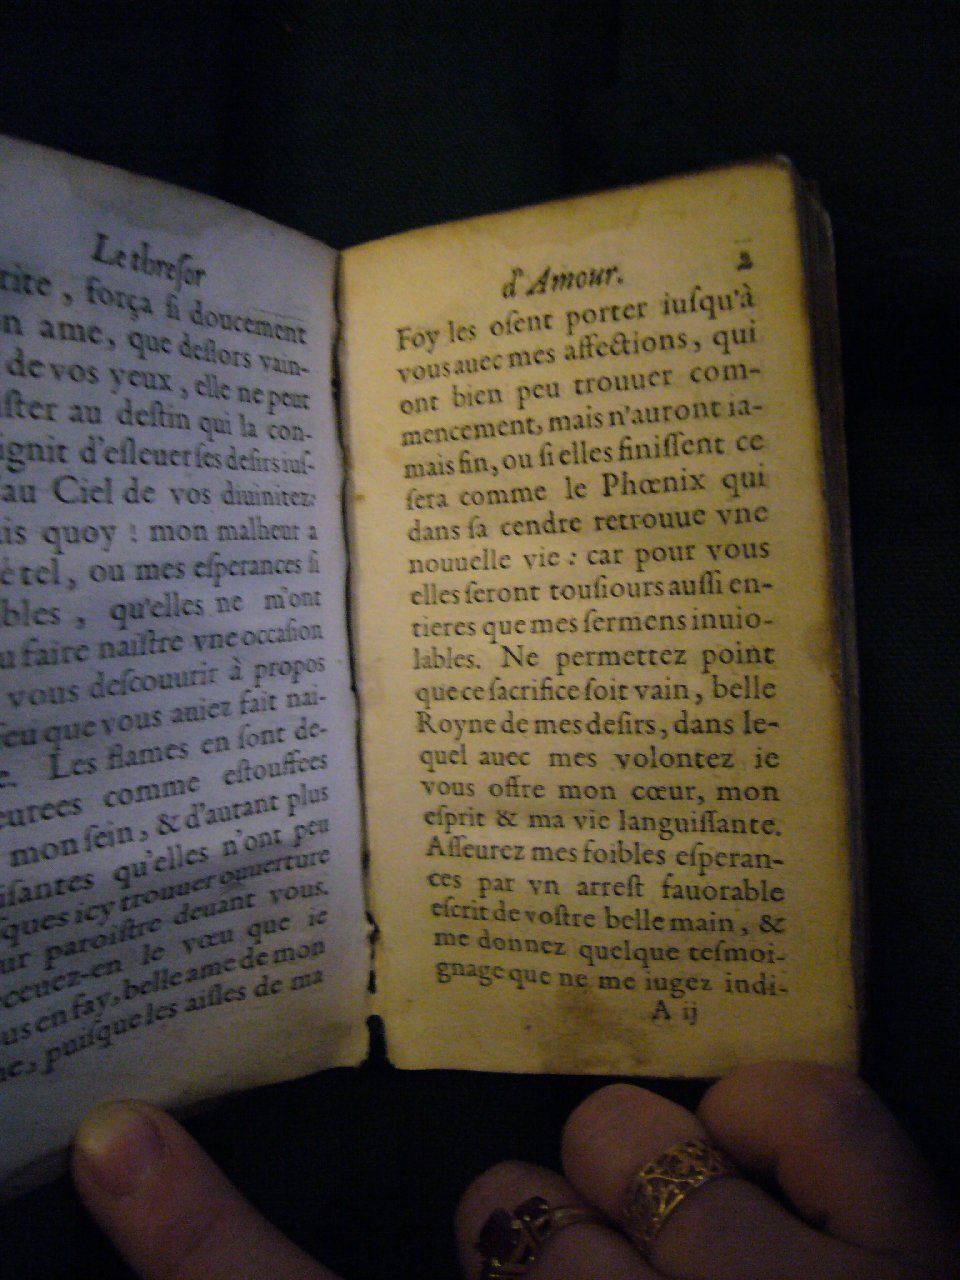 Le thresor
rite, força si doucement
on ame, que deslors vain-
de vos yeux, elle ne peut
ister au destin qui la con-
ignit d'esleuer ses desirs ius-
au Ciel de vos diuinitez:
is quoy! mon malheur a
é tel, ou mes esperances si
bles, qu'elles ne m'ont
u faire naistre vne occasion
vous descouurir à propos
feu que vous auiez fait nai-
e. Les flames en sont de-
eurees comme estouffees
mon sein, & d'autant plus
isantes qu'elles n'ont peu
ques icy trouuer ouuerture
ur paroistre deuant vous.
eceuez-en le vœu que ie
us en fay, belle ame de mon
e, puisque les aisles de ma
d'Amour. 2
Foy les osent porter iusqu'à
vous auec mes affections, qui
ont bien peu trouuer com-
mencement, mais n'auront ia-
mais fin, ou si elles finissent ce
sera comme le Phœnix qui
dans sa cendre retrouue vne
nouuelle vie: car pour vous
elles seront tousiours aussi en-
tieres que mes sermens inuio-
lables. Ne permettez point
que ce sacrifice soit vain, belle
Royne de mes desirs, dans le-
quel auec mes volontez ie
vous offre mon cœur, mon
esprit & ma vie languissante.
Asseurez mes foibles esperan-
ces par vn arrest fauorable
escrit de vostre belle main, &
me donnez quelque tesmoi-
gnage que ne me iugez indi-
A ij